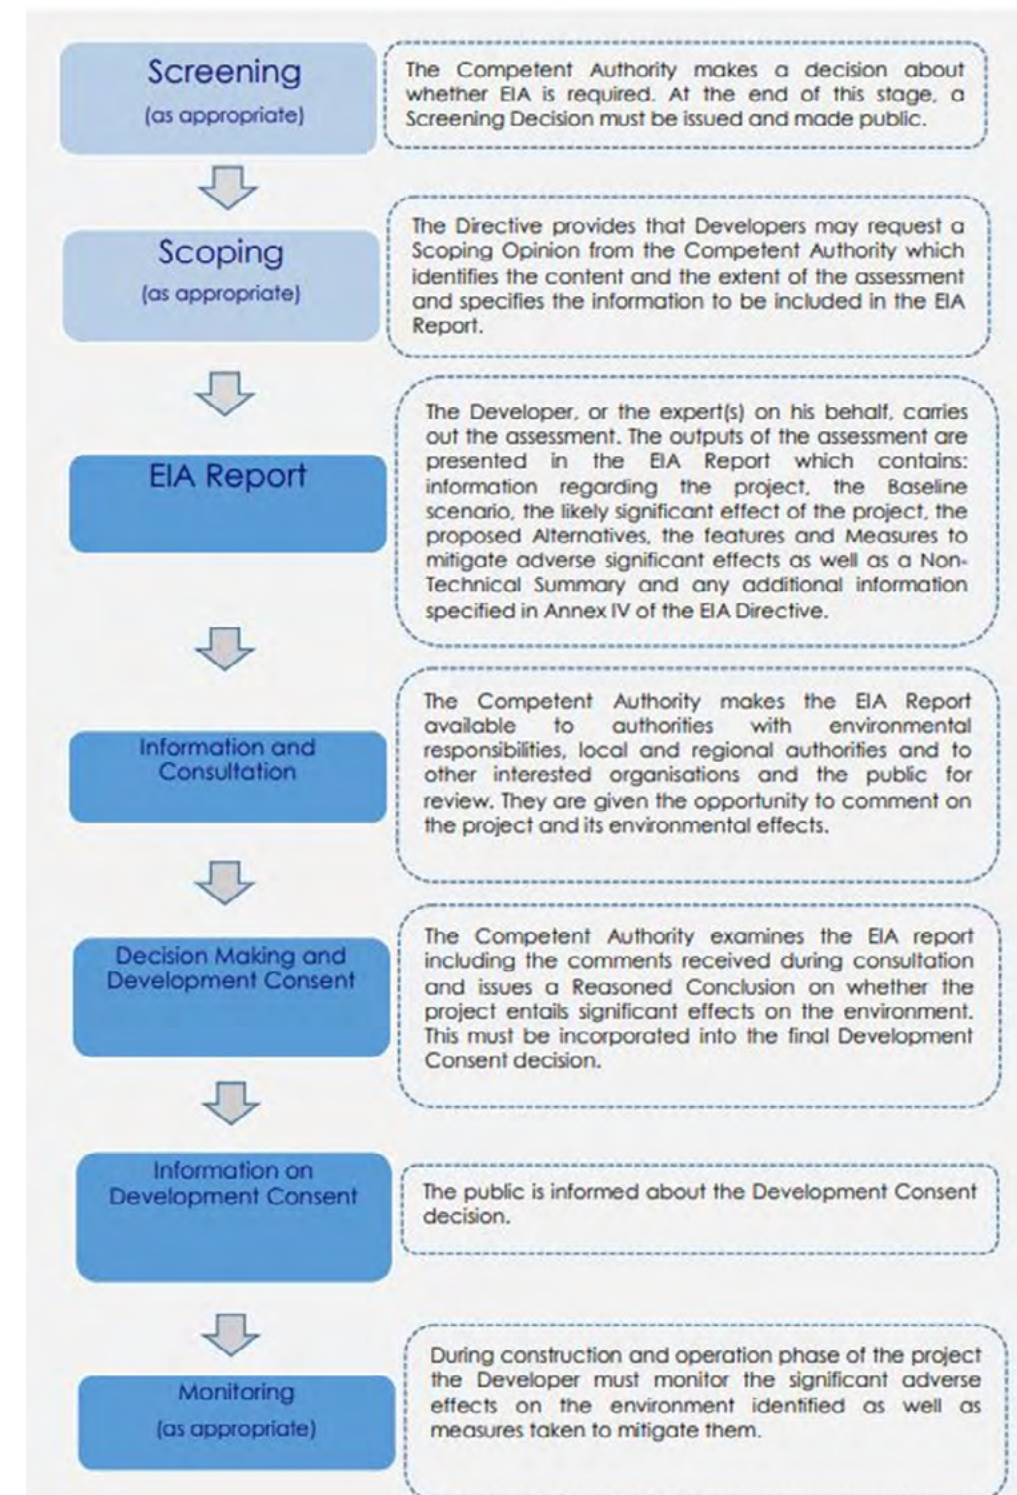 Screening
(as appropriate)
The Competent Authority makes a decision about
whether EIA is required. At the end of this stage, a
Screening Decision must be issued and made public.
Scoping
(as appropriate)
The Directive provides that Developers may request a
Scoping Opinion from the Competent Authority which
identifies the content and the extent of the assessment
and specifies the information to be included in the EIA
Report.
EIA Report
The Developer, or the expert(s) on his behalf, carries
out the assessment. The outputs of the assessment are
presented in the EIA Report which contains:
information regarding the project, the Baseline
scenario, the likely significant effect of the project, the
proposed Alternatives, the features and Measures to
mitigate adverse significant effects as well as a Non-
Technical Summary and any additional information
specified in Annex IV of the EIA Directive.
Information and
Consultation
The Competent Authority makes the EIA Report
available to authorities with environmental
responsibilities, local and regional authorities and to
other interested organisations and the public for
review. They are given the opportunity to comment on
the project and its environmental effects.
Decision Making and
Development Consent
The Competent Authority examines the EIA report
including the comments received during consultation
and issues a Reasoned Conclusion on whether the
project entails significant effects on the environment.
This must be incorporated into the final Development
Consent decision.
Information on
Development Consent
The public is informed about the Development Consent
decision.
Monitoring
(as appropriate)
During construction and operation phase of the project
the Developer must monitor the significant adverse
effects on the environment identified as well as
measures taken to mitigate them.